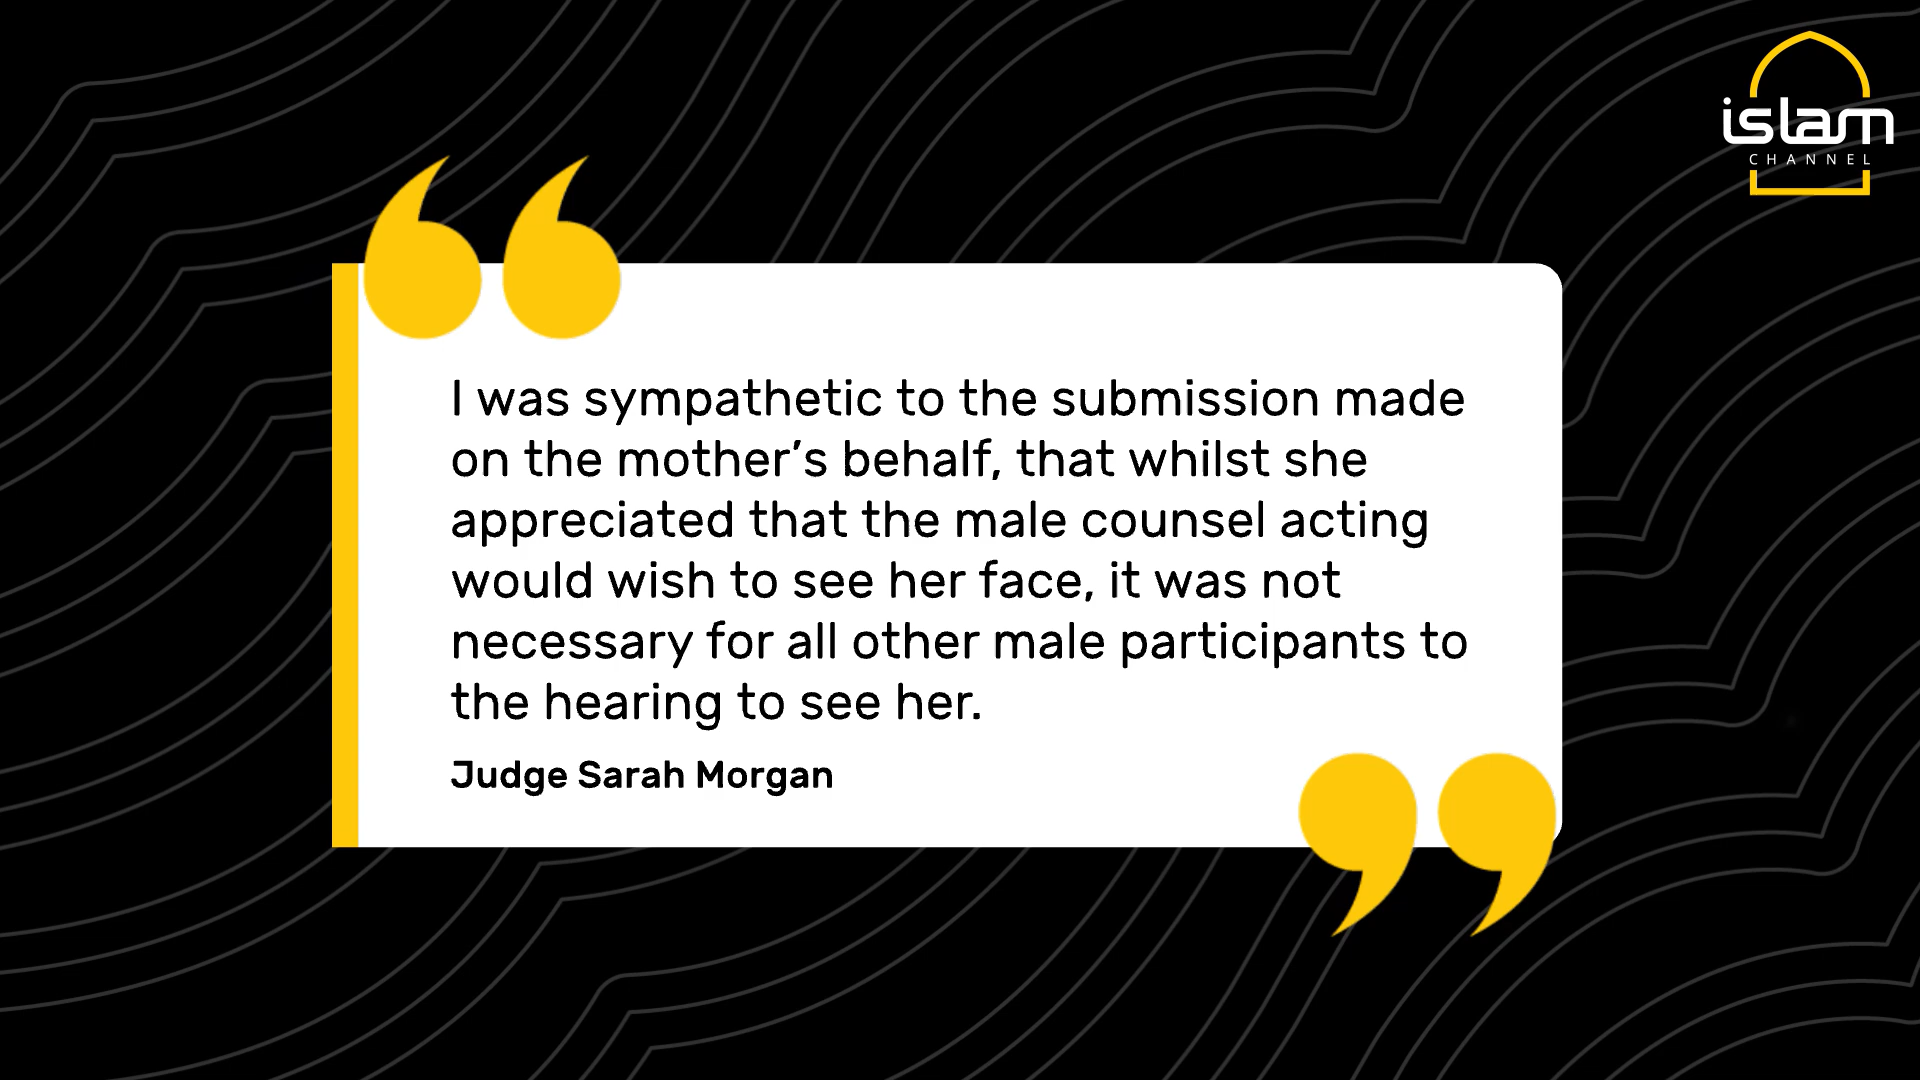 islam
CHANNEL
I was sympathetic to the submission made
on the mother’s behalf, that whilst she
appreciated that the male counsel acting
would wish to see her face, it was not
necessary for all other male participants to
the hearing to see her.
Judge Sarah Morgan